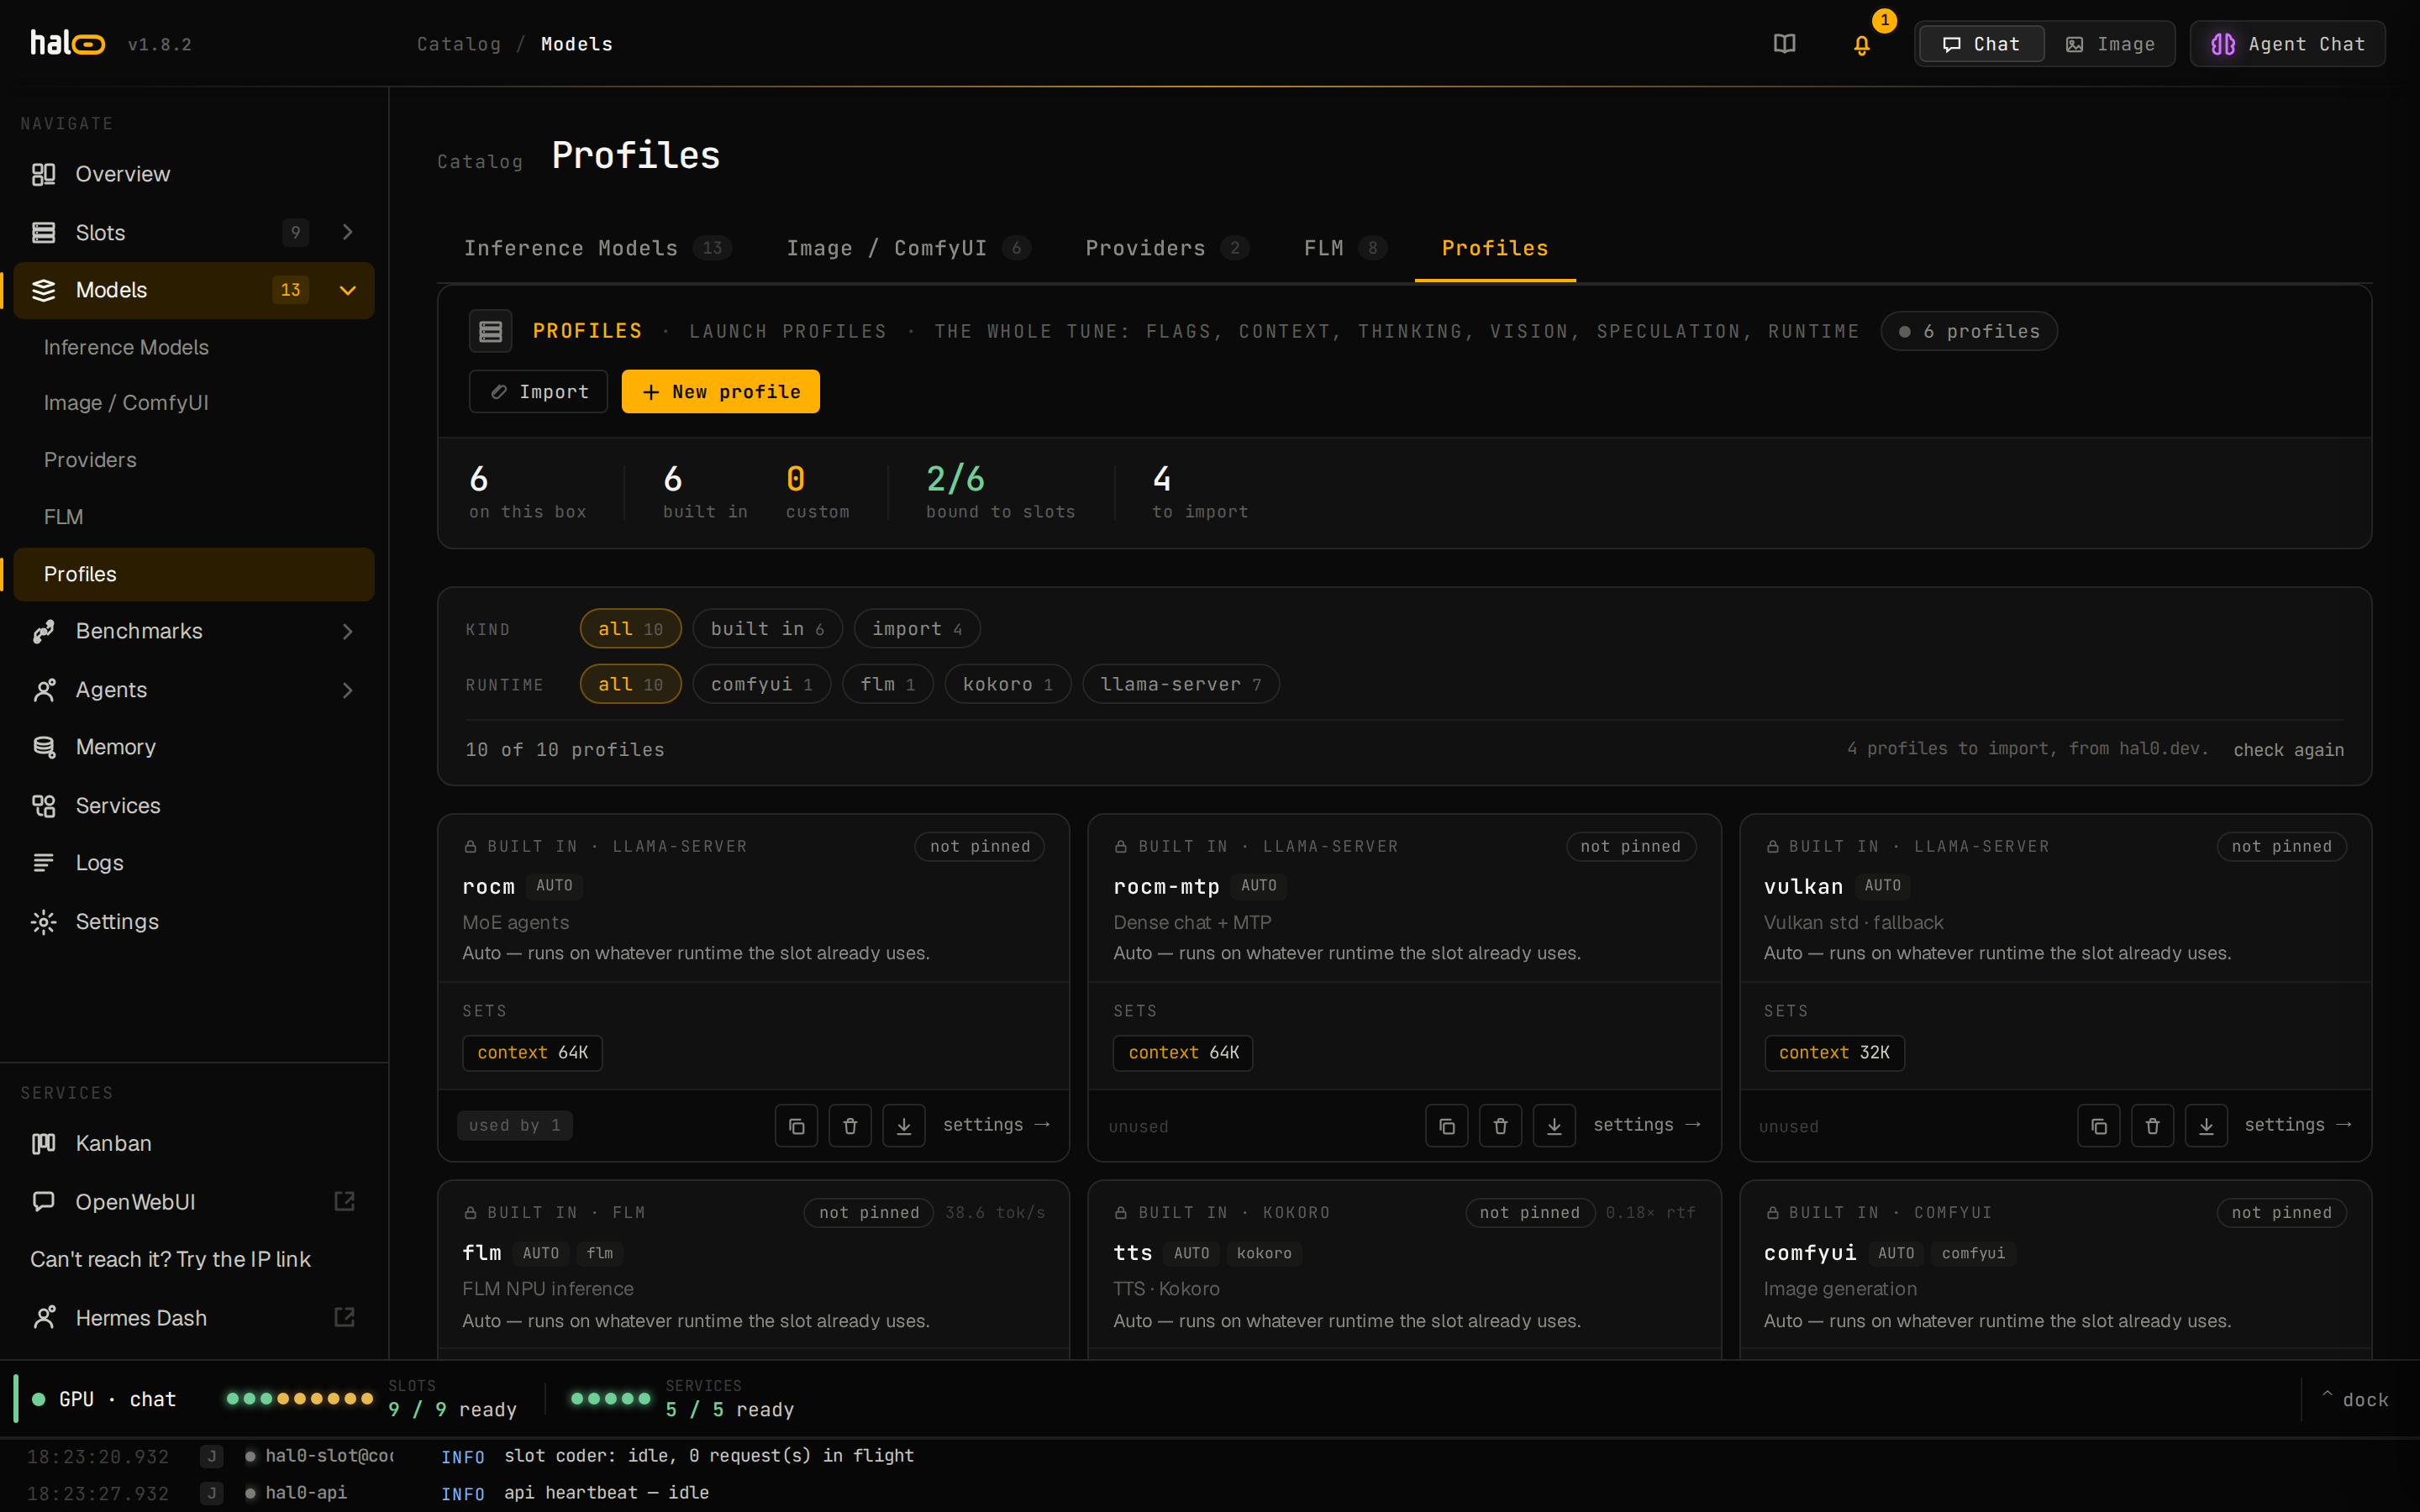 halo v1.8.2
Catalog / Models
1
Chat
Image
Agent Chat
NAVIGATE
Overview
Slots 9
Models 13
Inference Models
Image / ComfyUI
Providers
FLM
Profiles
Benchmarks
Agents
Memory
Services
Logs
Settings
SERVICES
Kanban
OpenWebUI
Can't reach it? Try the IP link
Hermes Dash
Catalog Profiles
Inference Models 13 Image / ComfyUI 6 Providers 2 FLM 8 Profiles
PROFILES · LAUNCH PROFILES · THE WHOLE TUNE: FLAGS, CONTEXT, THINKING, VISION, SPECULATION, RUNTIME 6 profiles
Import + New profile
6 6 0 2/6 4
on this box built in custom bound to slots to import
KIND all 10 built in 6 import 4
RUNTIME all 10 comfyui 1 flm 1 kokoro 1 llama-server 7
10 of 10 profiles 4 profiles to import, from hal0.dev. check again
BUILT IN · LLAMA-SERVER not pinned
rocm AUTO
MoE agents
Auto — runs on whatever runtime the slot already uses.
SETS
context 64K
used by 1 settings →
BUILT IN · LLAMA-SERVER not pinned
rocm-mtp AUTO
Dense chat + MTP
Auto — runs on whatever runtime the slot already uses.
SETS
context 64K
unused settings →
BUILT IN · LLAMA-SERVER not pinned
vulkan AUTO
Vulkan std · fallback
Auto — runs on whatever runtime the slot already uses.
SETS
context 32K
unused settings →
BUILT IN · FLM not pinned 38.6 tok/s
flm AUTO flm
FLM NPU inference
Auto — runs on whatever runtime the slot already uses.
BUILT IN · KOKORO not pinned 0.18× rtf
tts AUTO kokoro
TTS · Kokoro
Auto — runs on whatever runtime the slot already uses.
BUILT IN · COMFYUI not pinned
comfyui AUTO comfyui
Image generation
Auto — runs on whatever runtime the slot already uses.
GPU · chat
SLOTS
9 / 9 ready
SERVICES
5 / 5 ready
^ dock
18:23:20.932 J hal0-slot@coc INFO slot coder: idle, 0 request(s) in flight
18:23:27.932 J hal0-api INFO api heartbeat — idle